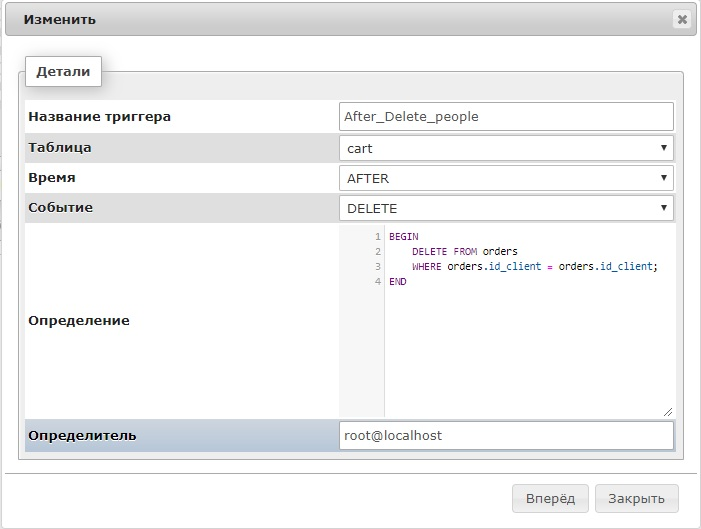 Изменить
Детали
Название триггера After_Delete_people
Таблица cart
Время AFTER
Событие DELETE
Определение
1 BEGIN
2 DELETE FROM orders
3 WHERE orders.id_client = orders.id_client;
4 END
Определитель root@localhost
Вперёд Закрыть